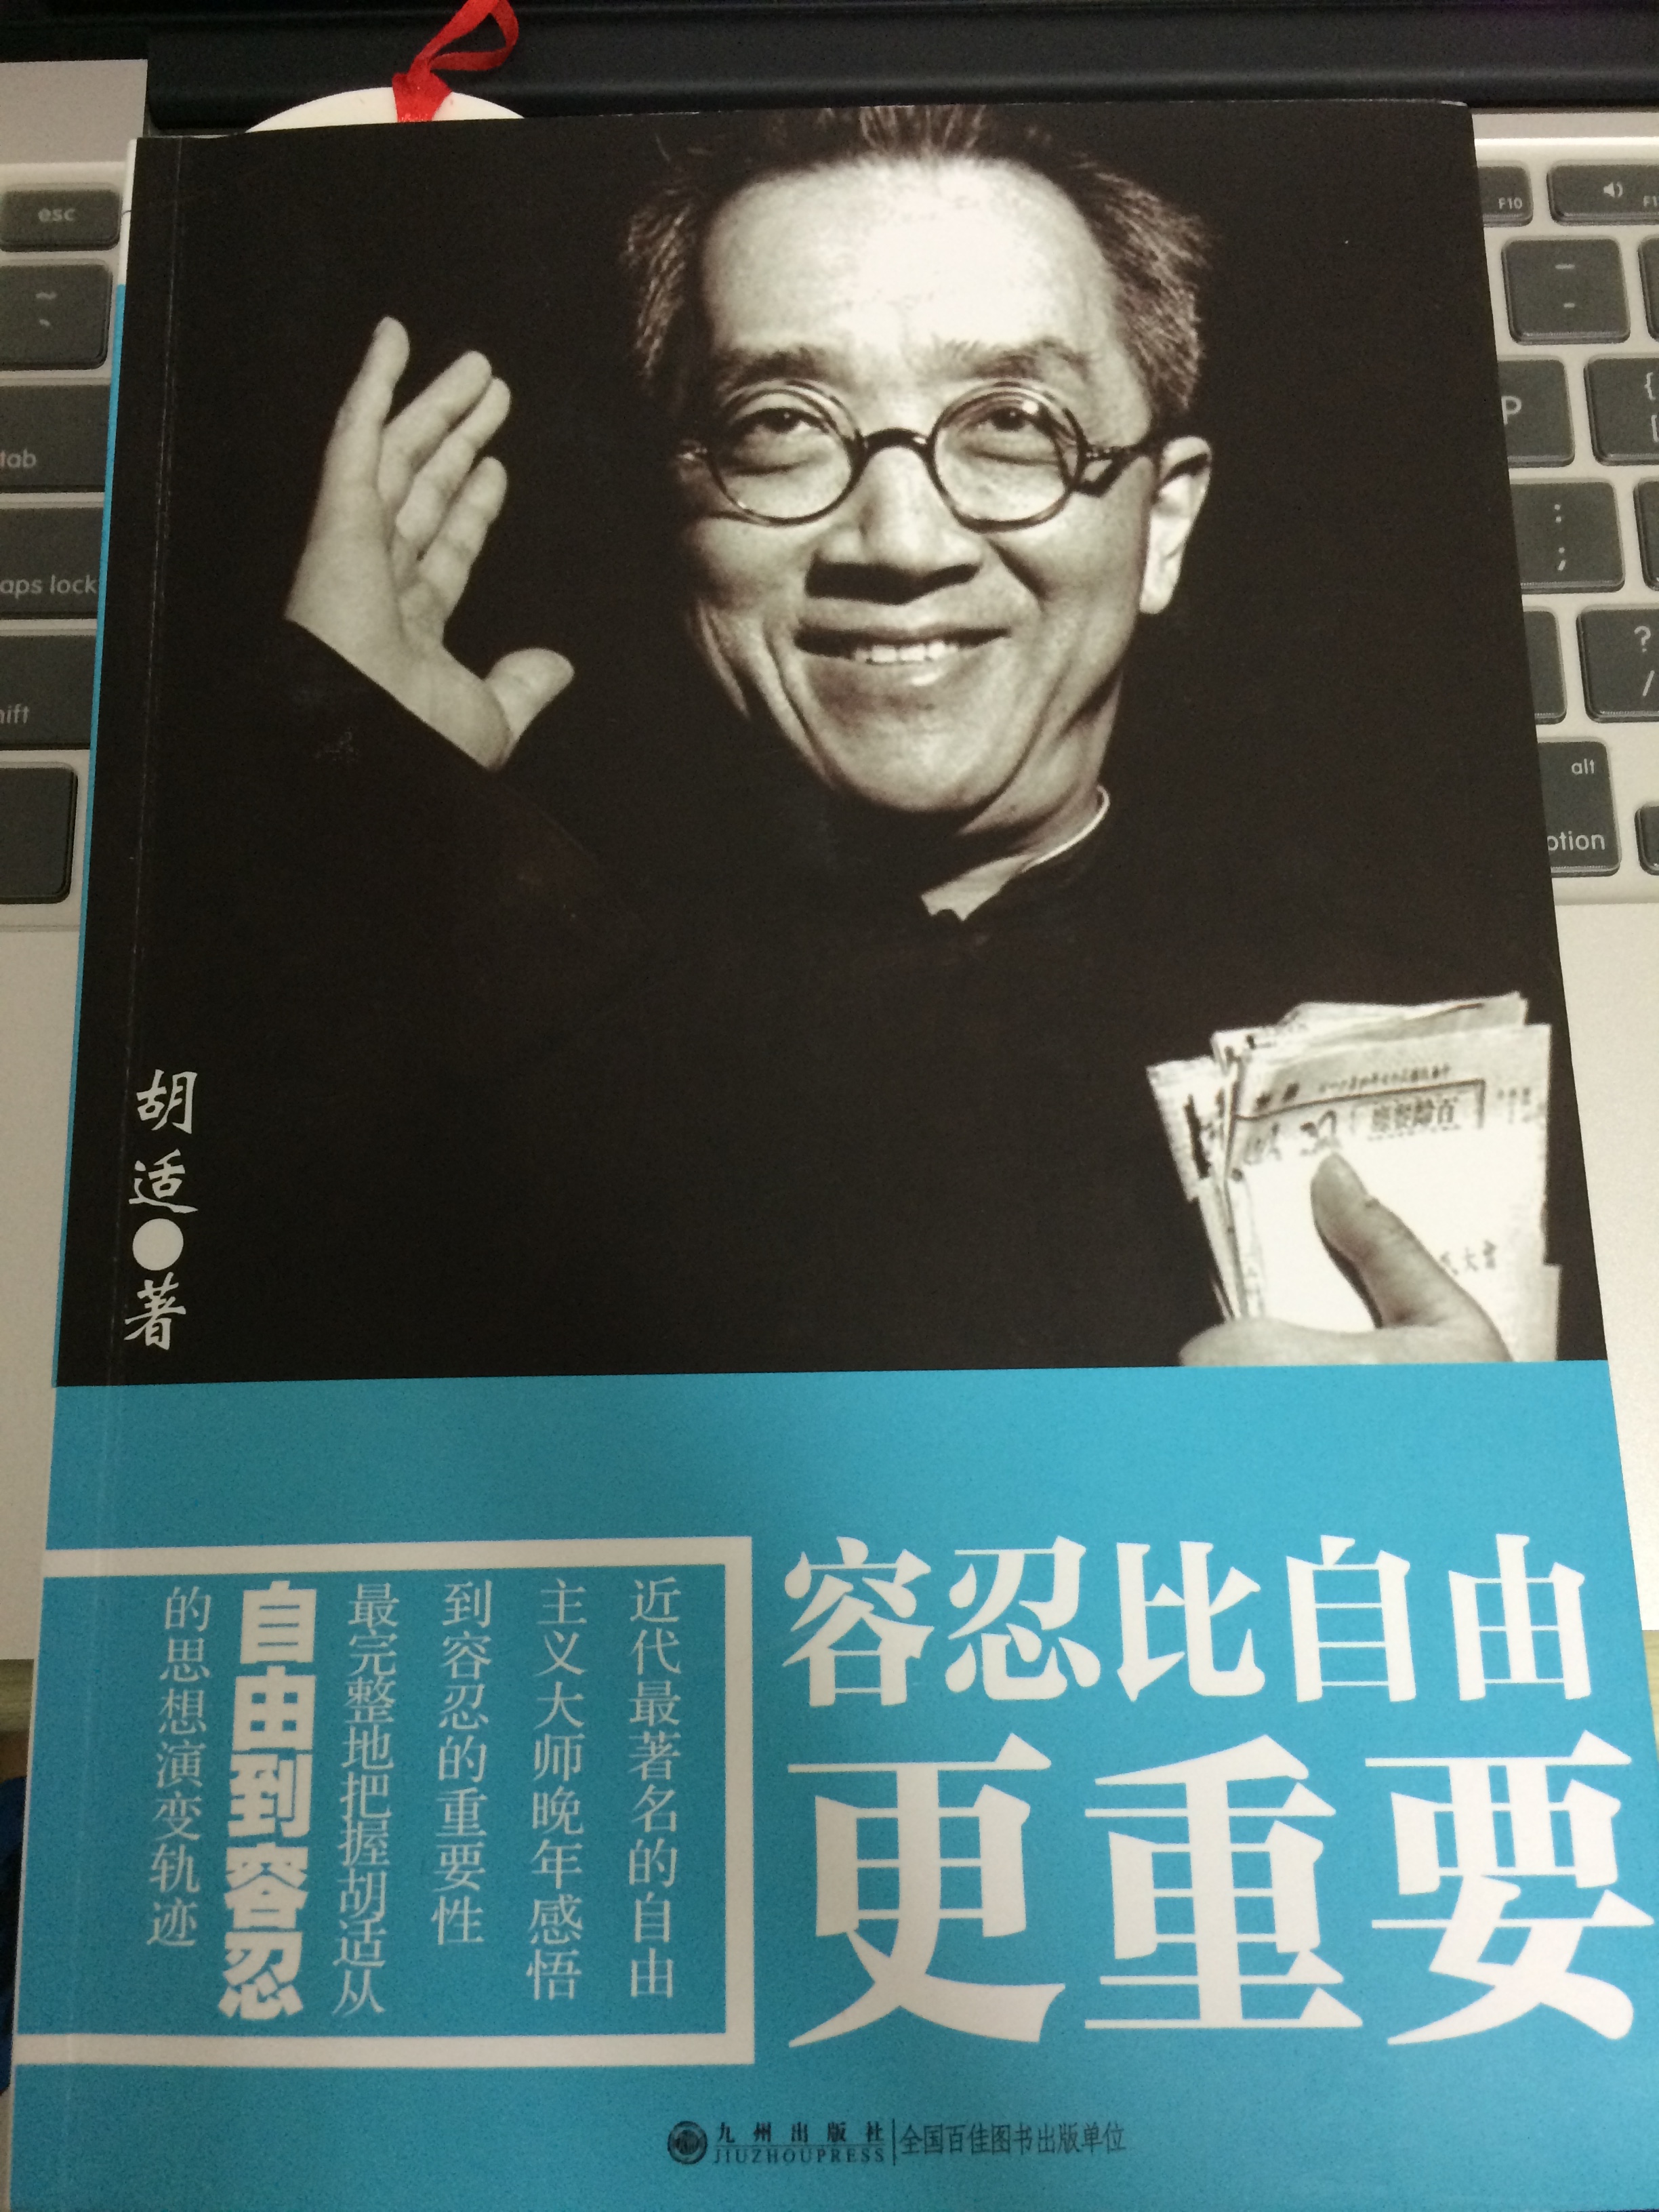 胡适●著
容忍比自由
更重要
近代最著名的自由
主义大师晚年感悟
到容忍的重要性
最完整地把握胡适从
自由到容忍
的思想演变轨迹
九州出版社
JIUZHOUPRESS
全国百佳图书出版单位
esc
~
tab
aps lock
hift
F10
F1
P
{
[
:
;
?
/
alt
option